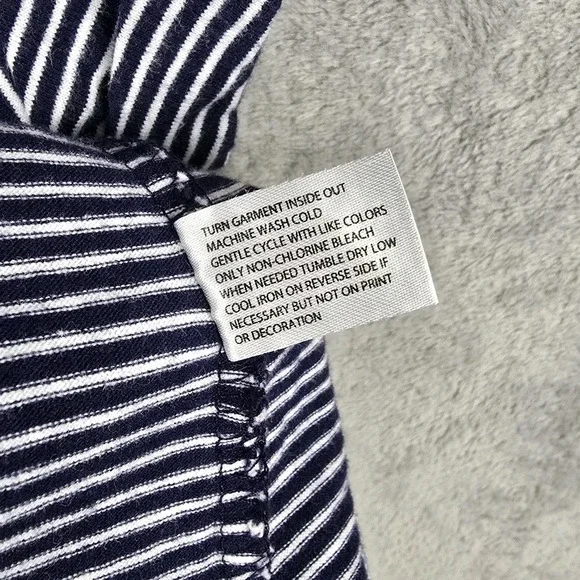 TURN GARMENT INSIDE OUT
MACHINE WASH COLD
GENTLE CYCLE WITH LIKE COLORS
ONLY NON-CHLORINE BLEACH
WHEN NEEDED TUMBLE DRY LOW
COOL IRON ON REVERSE SIDE IF
NECESSARY BUT NOT ON PRINT
OR DECORATION